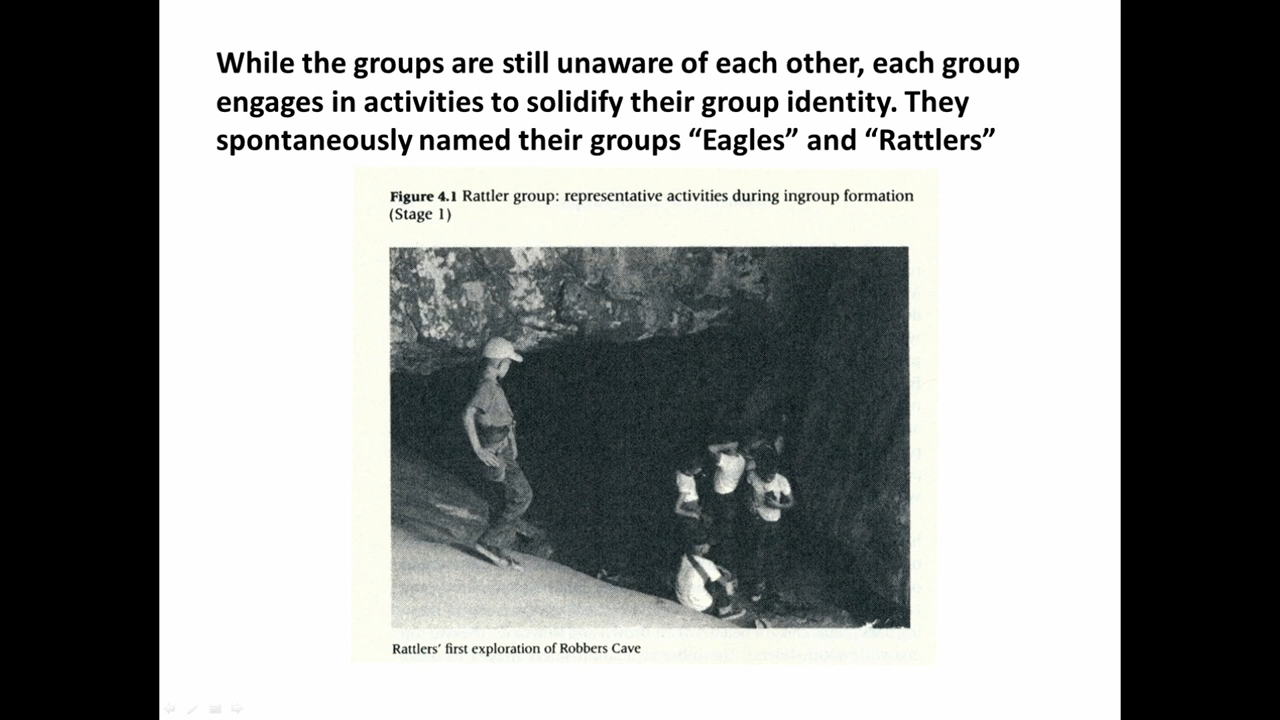 While the groups are still unaware of each other, each group
engages in activities to solidify their group identity. They
spontaneously named their groups “Eagles” and “Rattlers”
Figure 4.1 Rattler group: representative activities during ingroup formation
(Stage 1)
Rattlers’ first exploration of Robbers Cave